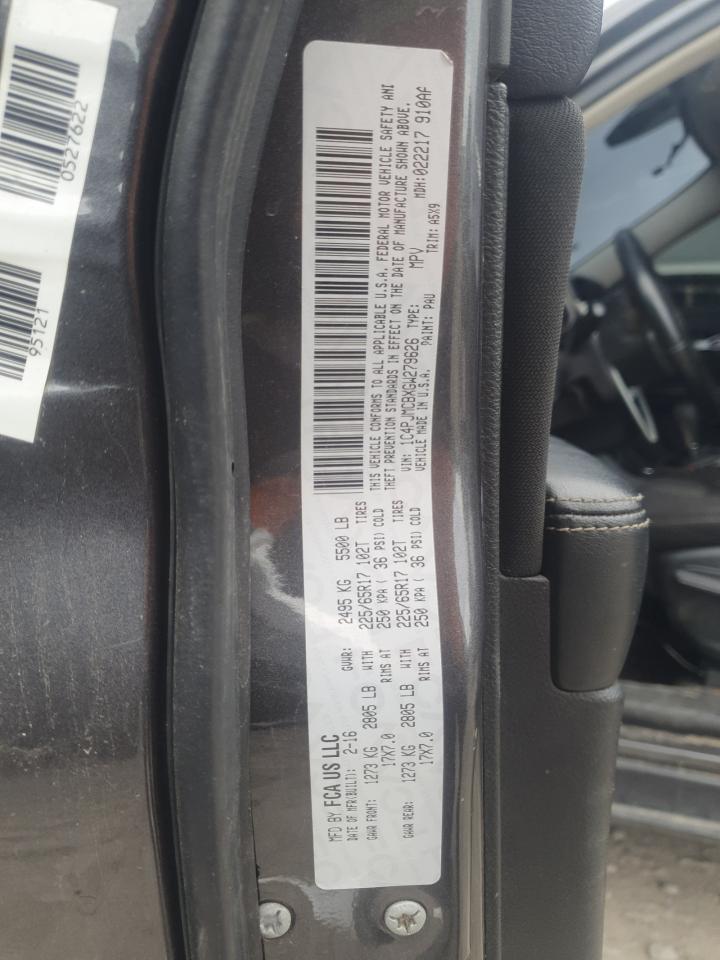 0527622
95121
MFD BY FCA US LLC
DATE OF MFR(BUILT): 2-16 GVWR: 2495 KG 5500 LB
GAWR FRONT: 1273 KG 2805 LB WITH 225/65R17 102T TIRES
17X7.0 RIMS AT 250 KPA ( 36 PSI) COLD
GAWR REAR: 1273 KG 2805 LB WITH 225/65R17 102T TIRES
17X7.0 RIMS AT 250 KPA ( 36 PSI) COLD
THIS VEHICLE CONFORMS TO ALL APPLICABLE U.S.A. FEDERAL MOTOR VEHICLE SAFETY AND
THEFT PREVENTION STANDARDS IN EFFECT ON THE DATE OF MANUFACTURE SHOWN ABOVE.
VIN: 1C4PJMCBXGW279626 TYPE: MPV MDH:022217 910AF
VEHICLE MADE IN U.S.A. PAINT: PAU TRIM: A5X9